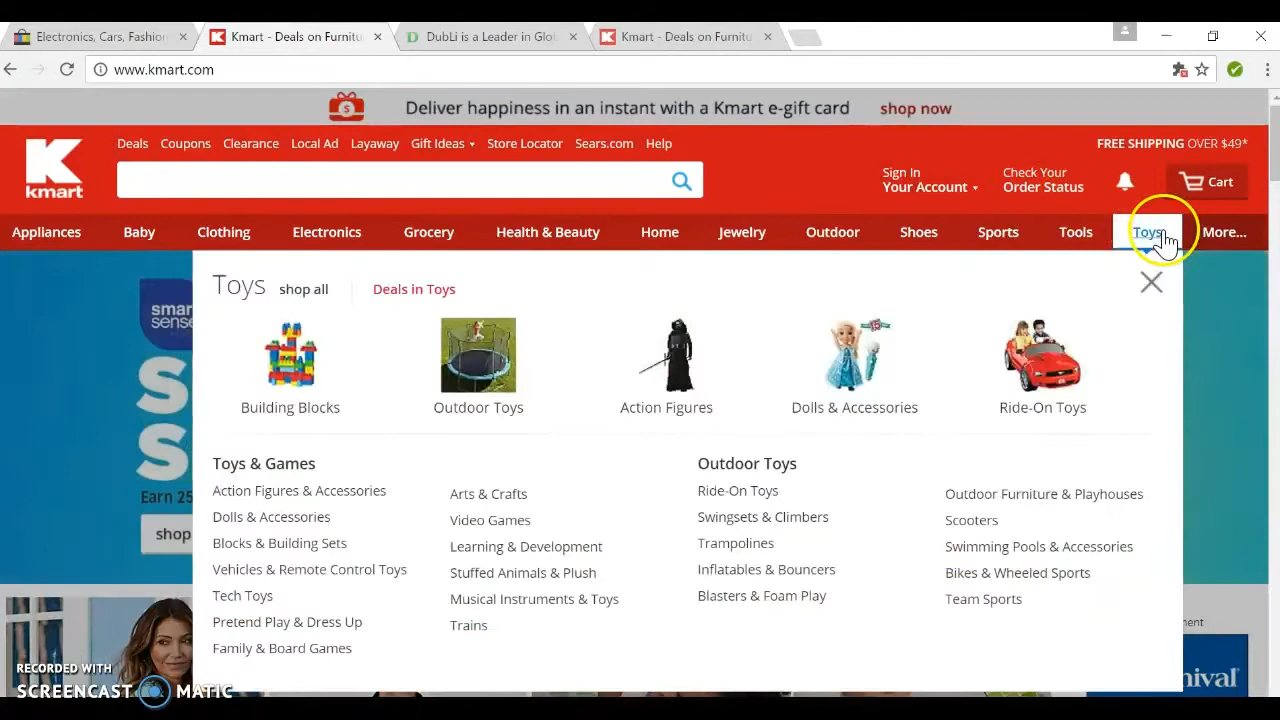 Electronics, Cars, Fashion
Kmart - Deals on Furnitu
DubLi is a Leader in Glob
Kmart - Deals on Furnitu
www.kmart.com
Deliver happiness in an instant with a Kmart e-gift card shop now
Deals Coupons Clearance Local Ad Layaway Gift Ideas Store Locator Sears.com Help
FREE SHIPPING OVER $49*
kmart
Sign In
Your Account
Check Your
Order Status
Cart
Appliances Baby Clothing Electronics Grocery Health & Beauty Home Jewelry Outdoor Shoes Sports Tools Toys More...
Toys shop all Deals in Toys
Building Blocks Outdoor Toys Action Figures Dolls & Accessories Ride-On Toys
Toys & Games
Action Figures & Accessories
Dolls & Accessories
Blocks & Building Sets
Vehicles & Remote Control Toys
Tech Toys
Pretend Play & Dress Up
Family & Board Games
Arts & Crafts
Video Games
Learning & Development
Stuffed Animals & Plush
Musical Instruments & Toys
Trains
Outdoor Toys
Ride-On Toys
Swingsets & Climbers
Trampolines
Inflatables & Bouncers
Blasters & Foam Play
Outdoor Furniture & Playhouses
Scooters
Swimming Pools & Accessories
Bikes & Wheeled Sports
Team Sports
smar
sense
S
S
Earn 25
shop
ment
nival
RECORDED WITH
SCREENCAST MATIC